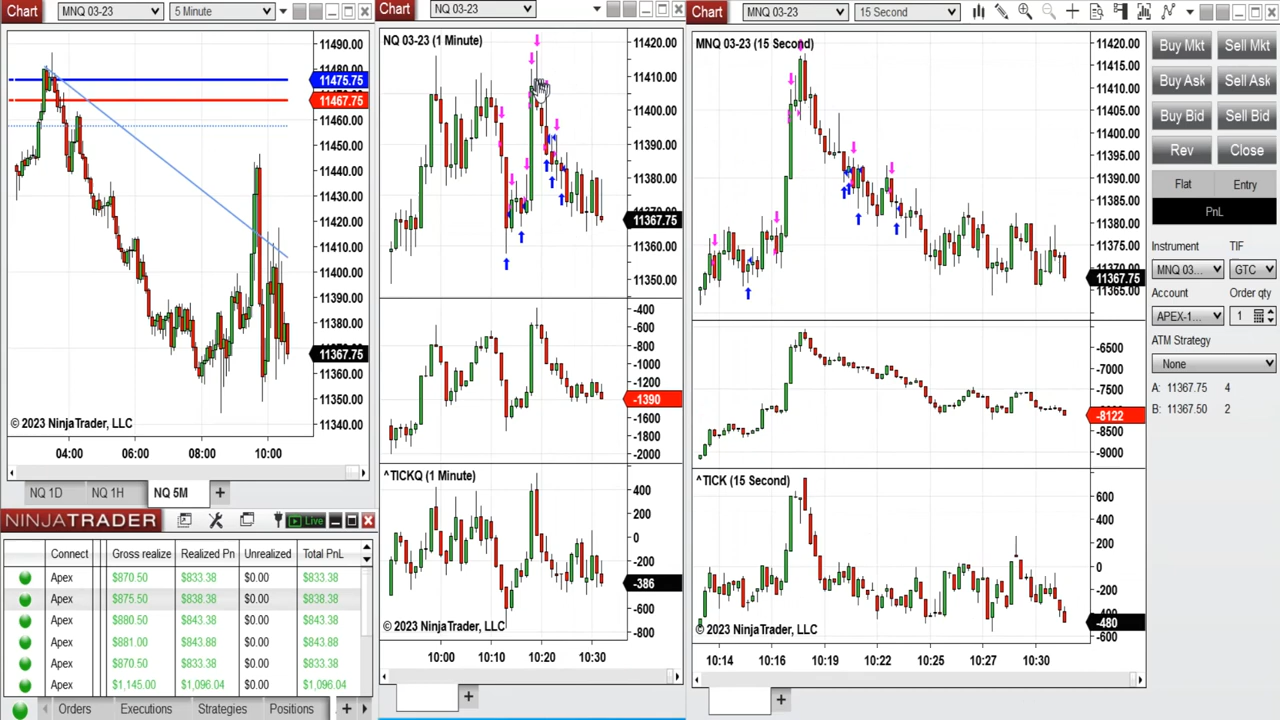 Chart
MNQ 03-23
5 Minute
11490.00
11480.00
11475.75
11467.75
11460.00
11450.00
11440.00
11430.00
11420.00
11410.00
11400.00
11390.00
11380.00
11370.00
11367.75
11360.00
11350.00
11340.00
© 2023 NinjaTrader, LLC
04:00 06:00 08:00 10:00
NQ 1D NQ 1H NQ 5M +
NINJATRADER Live
Connect Gross realize Realized Pn Unrealized Total PnL
Apex $870.50 $833.38 $0.00 $833.38
Apex $875.50 $838.38 $0.00 $838.38
Apex $880.50 $843.38 $0.00 $843.38
Apex $881.00 $843.88 $0.00 $843.88
Apex $870.50 $833.38 $0.00 $833.38
Apex $1,145.00 $1,096.04 $0.00 $1,096.04
Orders Executions Strategies Positions +
Chart
NQ 03-23
NQ 03-23 (1 Minute)
11420.00
11410.00
11400.00
11390.00
11380.00
11367.75
11360.00
11350.00
-400
-600
-800
-1000
-1200
-1390
-1600
-1800
-2000
^TICKQ (1 Minute)
400
200
0
-200
-386
-600
-800
© 2023 NinjaTrader, LLC
10:00 10:10 10:20 10:30
+
Chart
MNQ 03-23
15 Second
MNQ 03-23 (15 Second)
11420.00
11410.00
11405.00
11400.00
11395.00
11390.00
11385.00
11380.00
11375.00
11370.00
11367.75
11365.00
-6500
-7000
-7500
-8122
-8500
-9000
^TICK (15 Second)
600
400
200
0
-200
-400
-480
-600
© 2023 NinjaTrader, LLC
10:14 10:16 10:19 10:22 10:25 10:27 10:30
+
Buy Mkt Sell Mkt
Buy Ask Sell Ask
Buy Bid Sell Bid
Rev Close
Flat Entry
PnL
Instrument TIF
MNQ 03... GTC
Account Order qty
APEX-1... 1
ATM Strategy
None
A: 11367.75 4
B: 11367.50 2